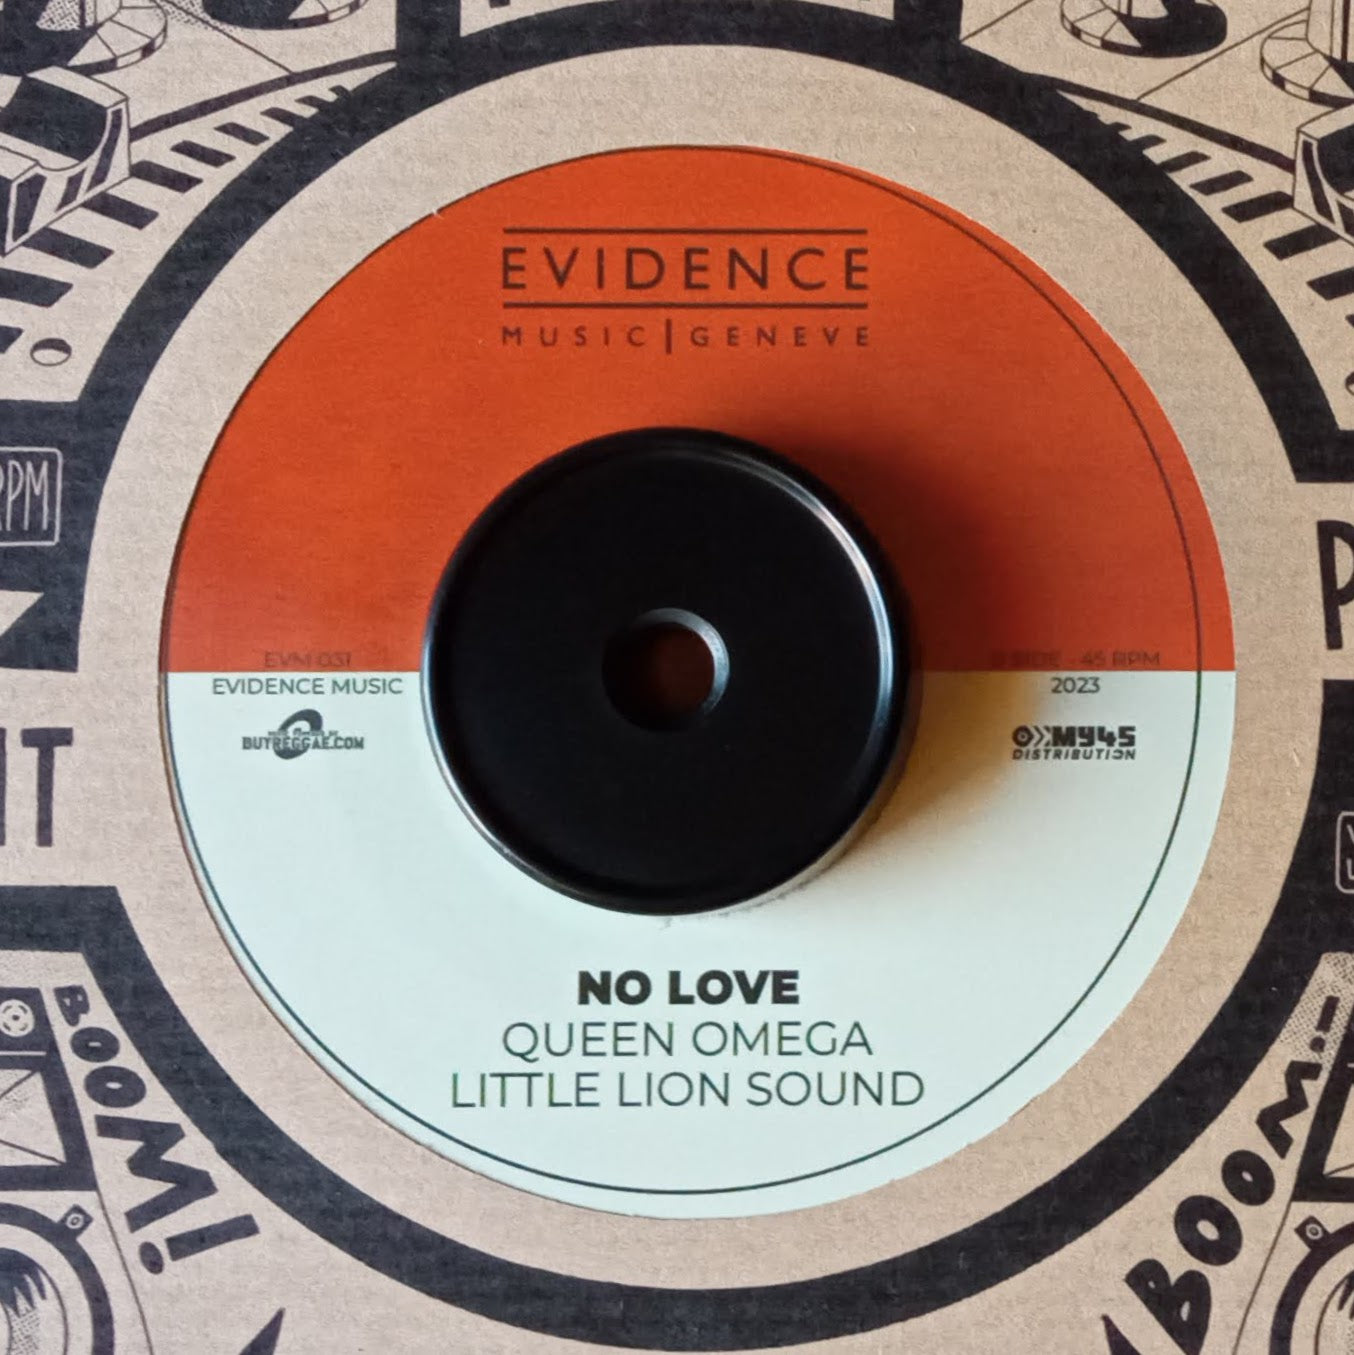 EVIDENCE
MUSIC | GENEVE
RPM
EVM 031
SIDE - 45 RPM
EVIDENCE MUSIC
2023
BUYREGGAE.COM
MY45
DISTRIBUTION
NO LOVE
QUEEN OMEGA
LITTLE LION SOUND
BOOM!
BOOM...!